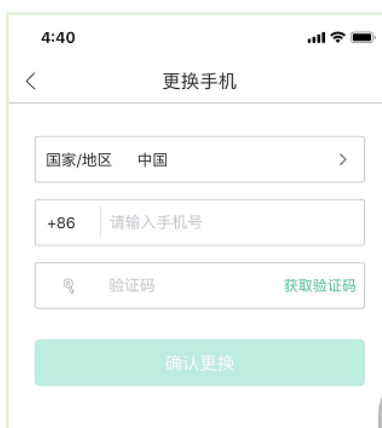 4:40
更换手机
国家/地区 中国
+86 请输入手机号
验证码 获取验证码
确认更换